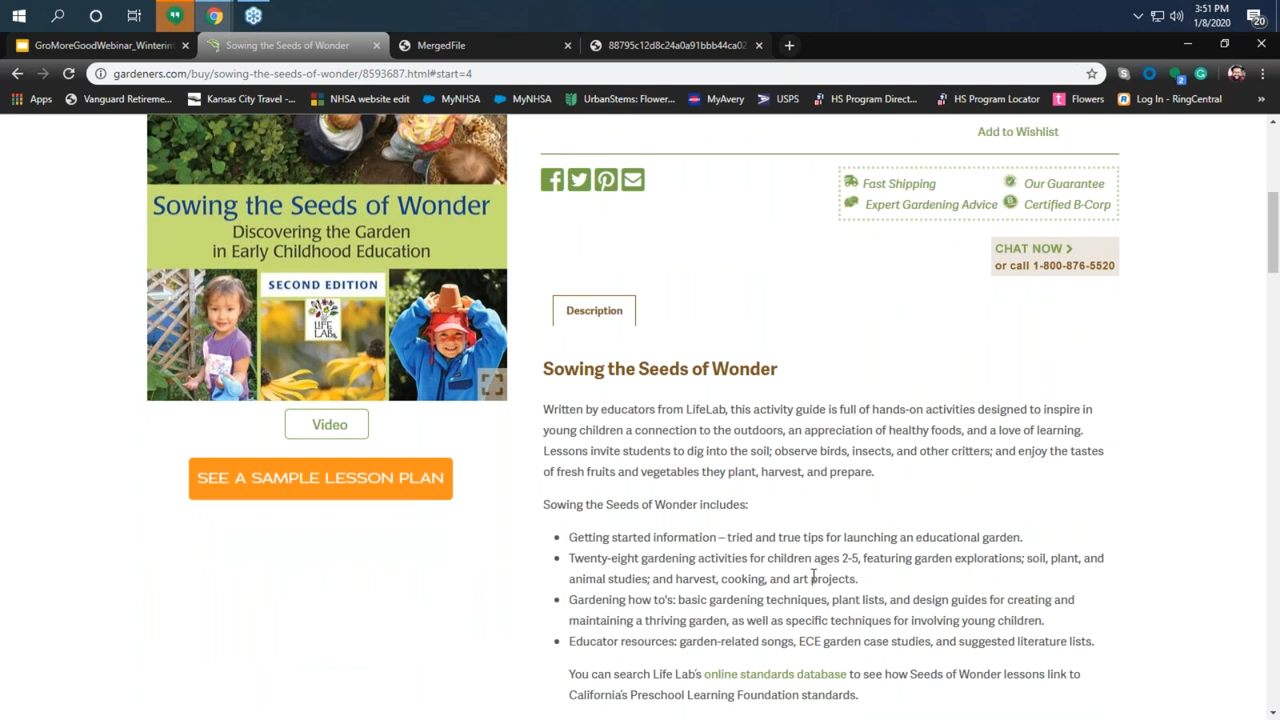 3:51 PM
1/8/2020
20
GroMoreGoodWebinar_Winterin
Sowing the Seeds of Wonder
MergedFile
88795c12d8c24a0a91bbb44ca02
gardeners.com/buy/sowing-the-seeds-of-wonder/8593687.html#start=4
2
Apps
Vanguard Retireme...
Kansas City Travel -...
NHSA website edit
MyNHSA
MyNHSA
UrbanStems: Flower...
MyAvery
USPS
HS Program Direct...
HS Program Locator
Flowers
Log In - RingCentral
Add to Wishlist
Fast Shipping
Our Guarantee
Expert Gardening Advice
Certified B-Corp
CHAT NOW
or call 1-800-876-5520
Sowing the Seeds of Wonder
Discovering the Garden
in Early Childhood Education
SECOND EDITION
LIFE
LAB
Video
SEE A SAMPLE LESSON PLAN
Description
Sowing the Seeds of Wonder
Written by educators from LifeLab, this activity guide is full of hands-on activities designed to inspire in
young children a connection to the outdoors, an appreciation of healthy foods, and a love of learning.
Lessons invite students to dig into the soil; observe birds, insects, and other critters; and enjoy the tastes
of fresh fruits and vegetables they plant, harvest, and prepare.
Sowing the Seeds of Wonder includes:
Getting started information – tried and true tips for launching an educational garden.
Twenty-eight gardening activities for children ages 2-5, featuring garden explorations; soil, plant, and
animal studies; and harvest, cooking, and art projects.
Gardening how to's: basic gardening techniques, plant lists, and design guides for creating and
maintaining a thriving garden, as well as specific techniques for involving young children.
Educator resources: garden-related songs, ECE garden case studies, and suggested literature lists.
You can search Life Lab's online standards database to see how Seeds of Wonder lessons link to
California's Preschool Learning Foundation standards.